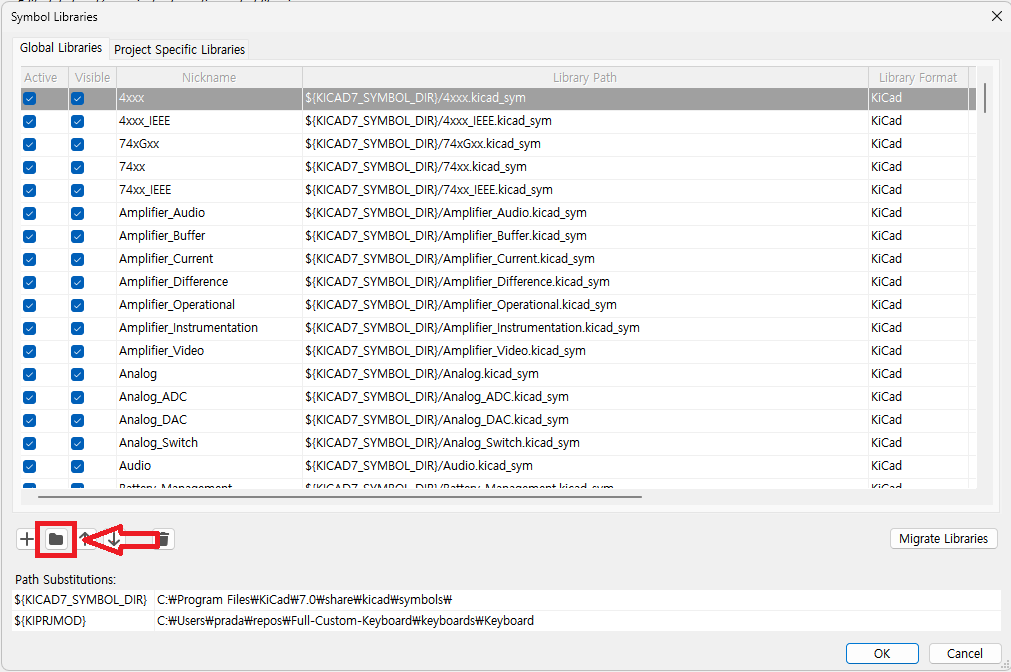 Symbol Libraries
Global Libraries Project Specific Libraries
Active Visible Nickname Library Path Library Format
4xxx ${KICAD7_SYMBOL_DIR}/4xxx.kicad_sym KiCad
4xxx_IEEE ${KICAD7_SYMBOL_DIR}/4xxx_IEEE.kicad_sym KiCad
74xGxx ${KICAD7_SYMBOL_DIR}/74xGxx.kicad_sym KiCad
74xx ${KICAD7_SYMBOL_DIR}/74xx.kicad_sym KiCad
74xx_IEEE ${KICAD7_SYMBOL_DIR}/74xx_IEEE.kicad_sym KiCad
Amplifier_Audio ${KICAD7_SYMBOL_DIR}/Amplifier_Audio.kicad_sym KiCad
Amplifier_Buffer ${KICAD7_SYMBOL_DIR}/Amplifier_Buffer.kicad_sym KiCad
Amplifier_Current ${KICAD7_SYMBOL_DIR}/Amplifier_Current.kicad_sym KiCad
Amplifier_Difference ${KICAD7_SYMBOL_DIR}/Amplifier_Difference.kicad_sym KiCad
Amplifier_Operational ${KICAD7_SYMBOL_DIR}/Amplifier_Operational.kicad_sym KiCad
Amplifier_Instrumentation ${KICAD7_SYMBOL_DIR}/Amplifier_Instrumentation.kicad_sym KiCad
Amplifier_Video ${KICAD7_SYMBOL_DIR}/Amplifier_Video.kicad_sym KiCad
Analog ${KICAD7_SYMBOL_DIR}/Analog.kicad_sym KiCad
Analog_ADC ${KICAD7_SYMBOL_DIR}/Analog_ADC.kicad_sym KiCad
Analog_DAC ${KICAD7_SYMBOL_DIR}/Analog_DAC.kicad_sym KiCad
Analog_Switch ${KICAD7_SYMBOL_DIR}/Analog_Switch.kicad_sym KiCad
Audio ${KICAD7_SYMBOL_DIR}/Audio.kicad_sym KiCad
Battery_Management ${KICAD7_SYMBOL_DIR}/Battery_Management.kicad_sym KiCad
Migrate Libraries
Path Substitutions:
${KICAD7_SYMBOL_DIR} C:₩Program Files₩KiCad₩7.0₩share₩kicad₩symbols₩
${KIPRJMOD} C:₩Users₩prada₩repos₩Full-Custom-Keyboard₩keyboards₩Keyboard
OK Cancel